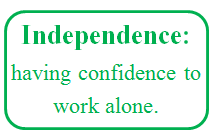 Independence:
having confidence to
work alone.